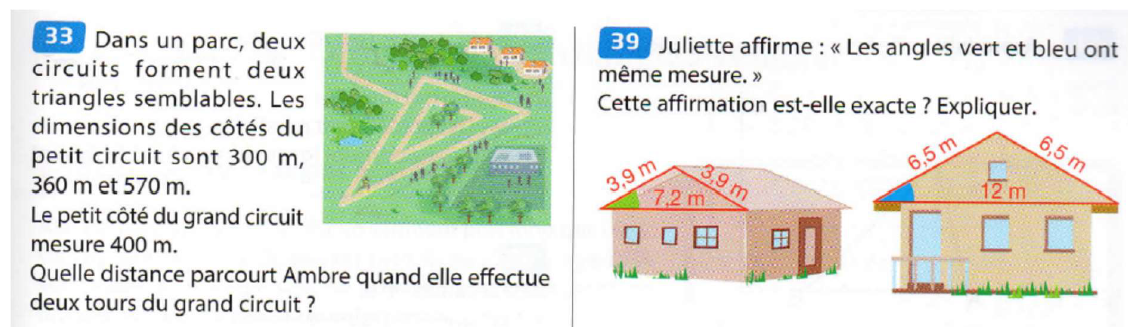 33 Dans un parc, deux
circuits forment deux
triangles semblables. Les
dimensions des côtés du
petit circuit sont 300 m,
360 m et 570 m.
Le petit côté du grand circuit
mesure 400 m.
Quelle distance parcourt Ambre quand elle effectue
deux tours du grand circuit ?
39 Juliette affirme : « Les angles vert et bleu ont
même mesure. »
Cette affirmation est-elle exacte ? Expliquer.
3,9 m 3,9 m
7,2 m
6,5 m 6,5 m
12 m